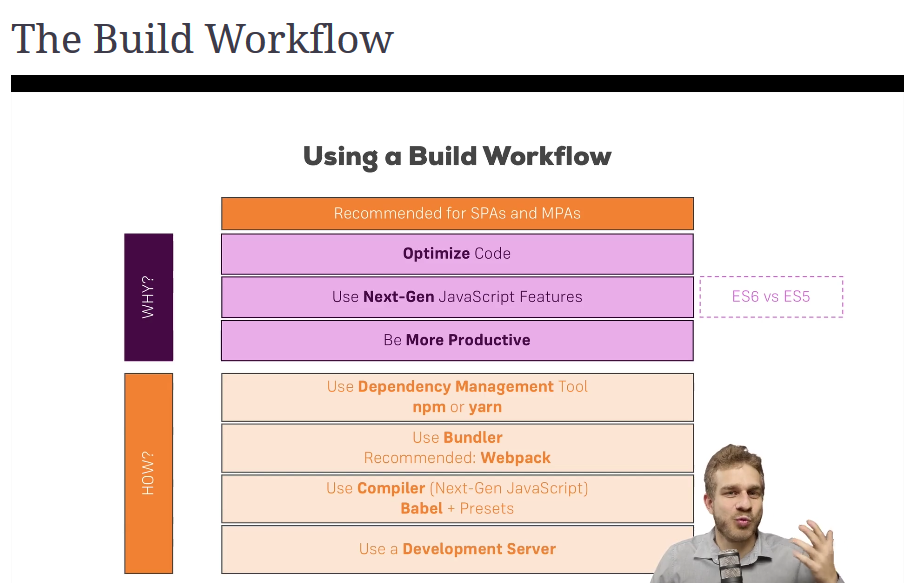 The Build Workflow
Using a Build Workflow
Recommended for SPAs and MPAs
WHY?
Optimize Code
Use Next-Gen JavaScript Features
ES6 vs ES5
Be More Productive
HOW?
Use Dependency Management Tool
npm or yarn
Use Bundler
Recommended: Webpack
Use Compiler (Next-Gen JavaScript)
Babel + Presets
Use a Development Server